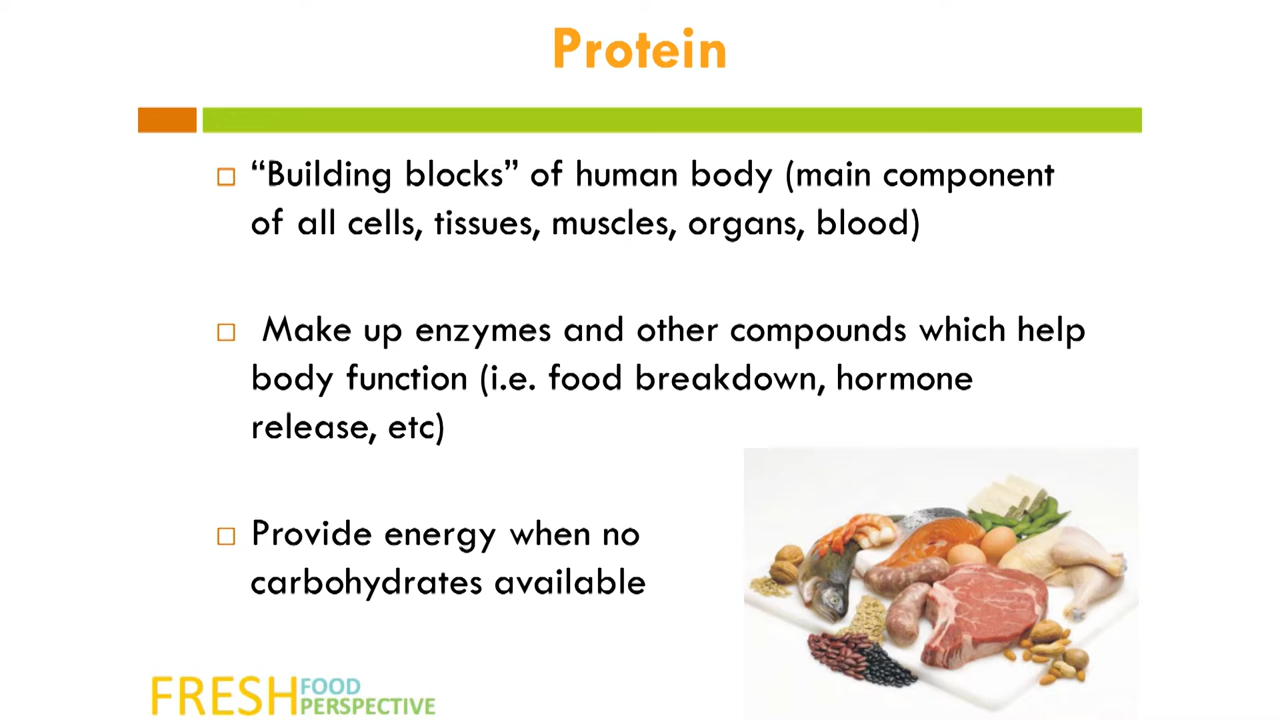 Protein
“Building blocks” of human body (main component
of all cells, tissues, muscles, organs, blood)
Make up enzymes and other compounds which help
body function (i.e. food breakdown, hormone
release, etc)
Provide energy when no
carbohydrates available
FRESH FOOD
PERSPECTIVE